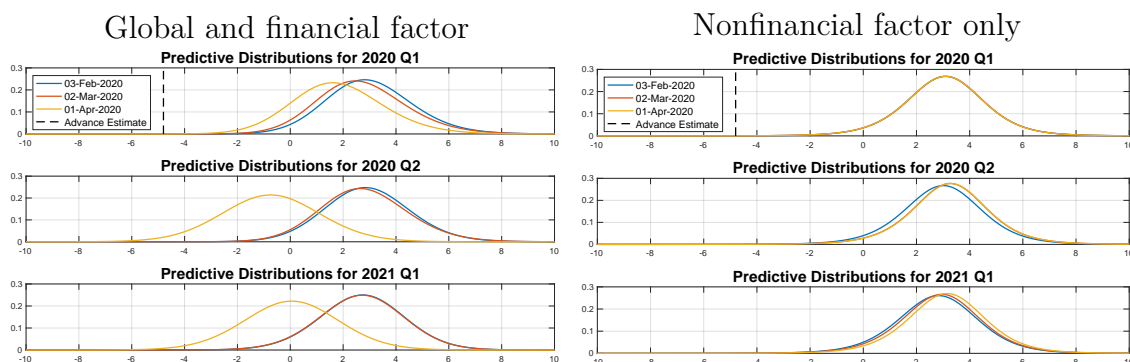 Global and financial factor
Predictive Distributions for 2020 Q1
0.3
0.2
0.1
0
03-Feb-2020
02-Mar-2020
01-Apr-2020
Advance Estimate
-10 -8 -6 -4 -2 0 2 4 6 8 10
Predictive Distributions for 2020 Q2
0.3
0.2
0.1
0
-10 -8 -6 -4 -2 0 2 4 6 8 10
Predictive Distributions for 2021 Q1
0.3
0.2
0.1
0
-10 -8 -6 -4 -2 0 2 4 6 8 10
Nonfinancial factor only
Predictive Distributions for 2020 Q1
0.3
0.2
0.1
0
03-Feb-2020
02-Mar-2020
01-Apr-2020
Advance Estimate
-10 -8 -6 -4 -2 0 2 4 6 8 10
Predictive Distributions for 2020 Q2
0.3
0.2
0.1
0
-10 -8 -6 -4 -2 0 2 4 6 8 10
Predictive Distributions for 2021 Q1
0.3
0.2
0.1
0
-10 -8 -6 -4 -2 0 2 4 6 8 10